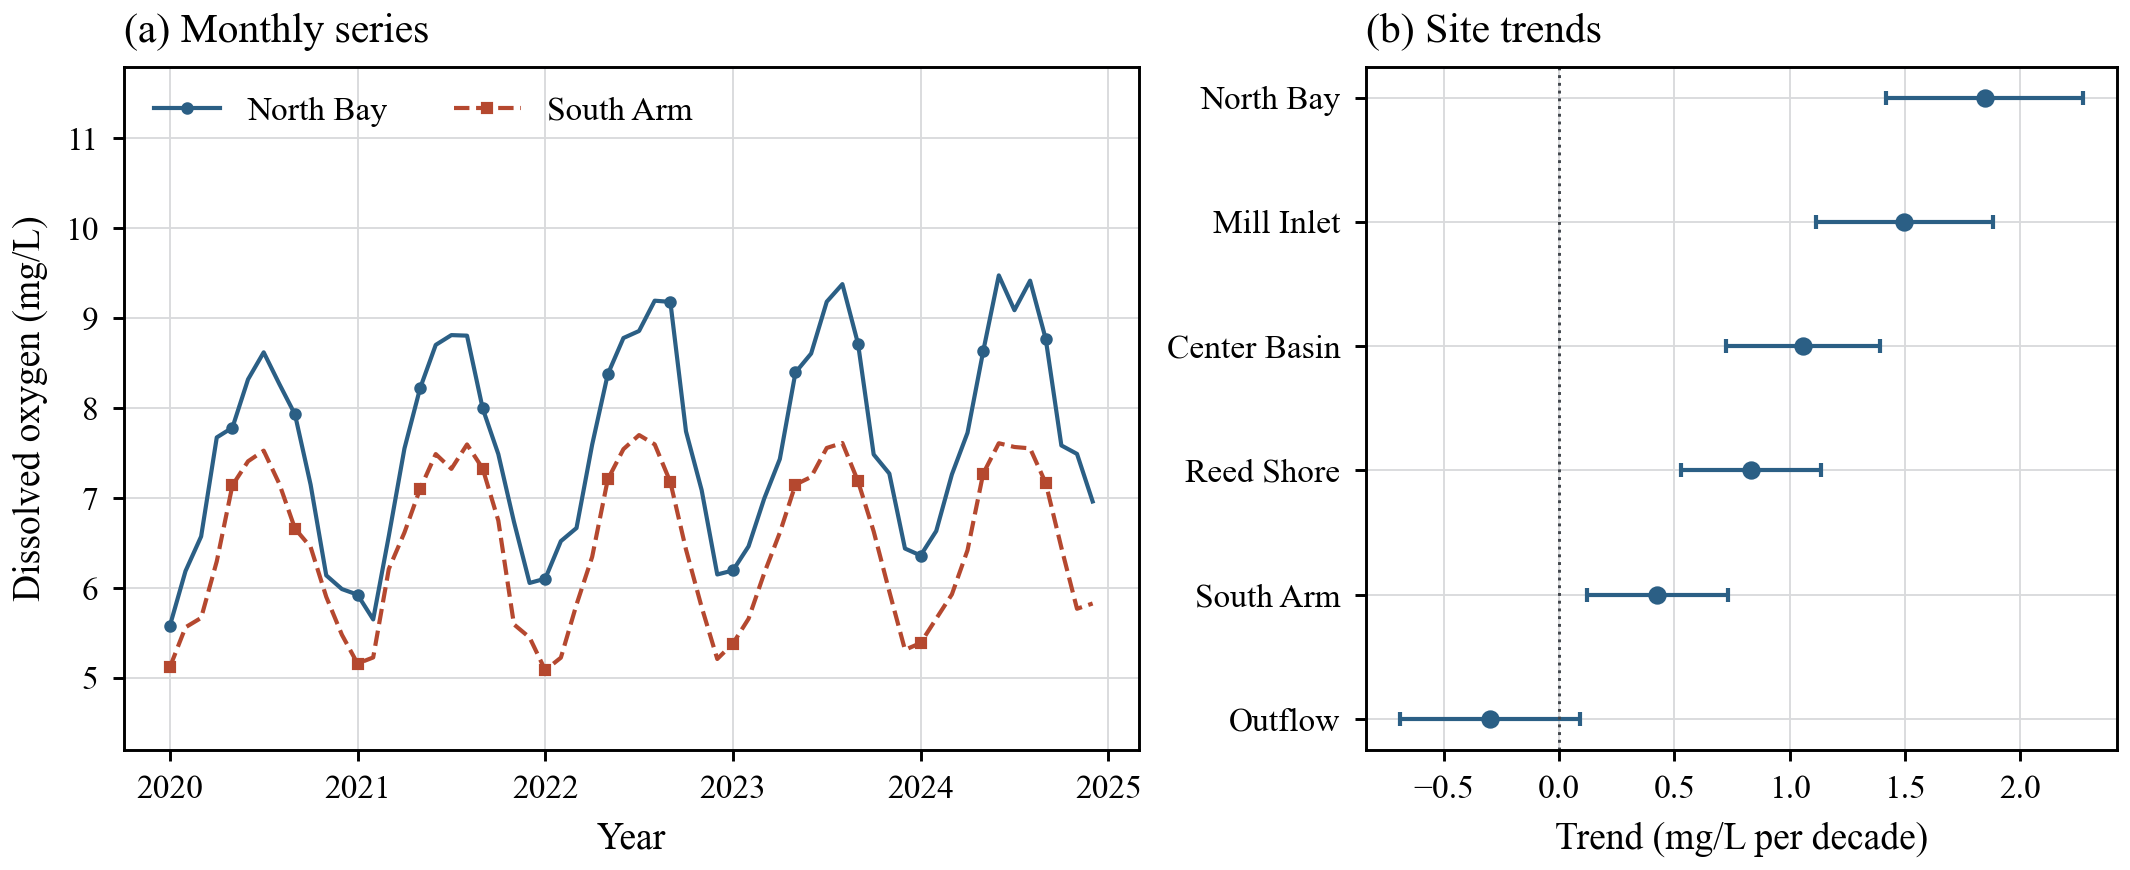 (a) Monthly series
North Bay
South Arm
Dissolved oxygen (mg/L)
11
10
9
8
7
6
5
2020
2021
2022
2023
2024
2025
Year
(b) Site trends
North Bay
Mill Inlet
Center Basin
Reed Shore
South Arm
Outflow
−0.5
0.0
0.5
1.0
1.5
2.0
Trend (mg/L per decade)